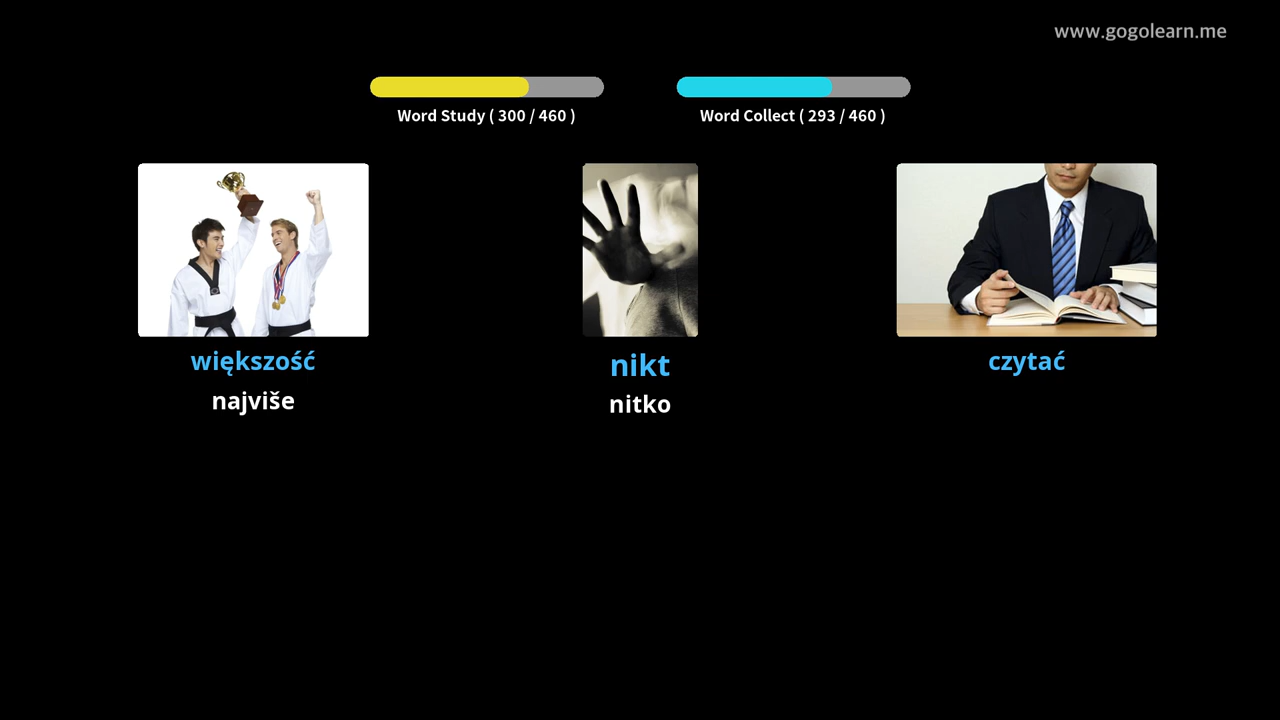 www.gogolearn.me
Word Study ( 300 / 460 )
Word Collect ( 293 / 460 )
większość
najviše
nikt
nitko
czytać